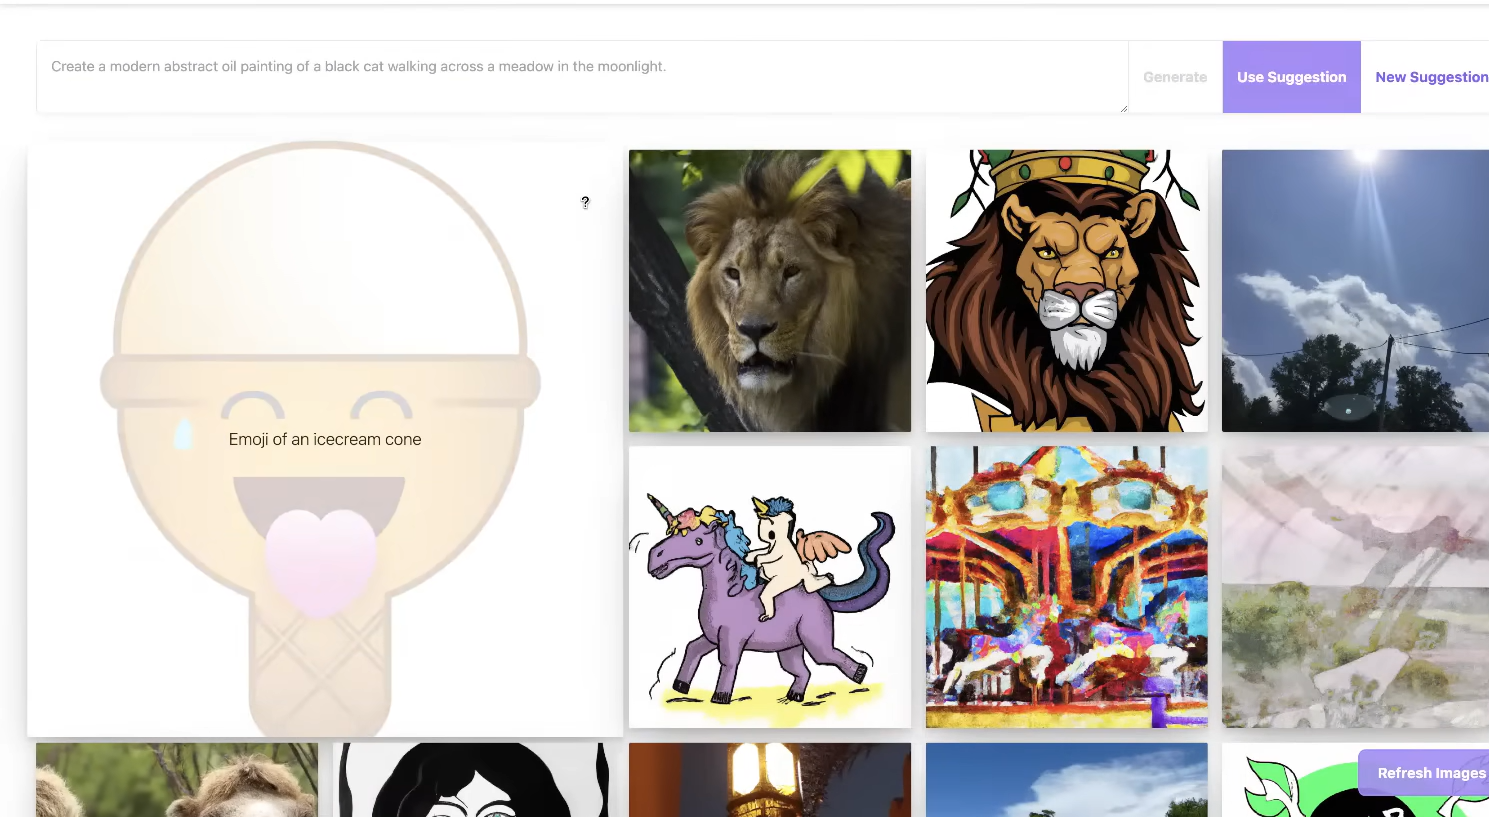 Create a modern abstract oil painting of a black cat walking across a meadow in the moonlight.
Generate
Use Suggestion
New Suggestion
?
Emoji of an icecream cone
Refresh Images